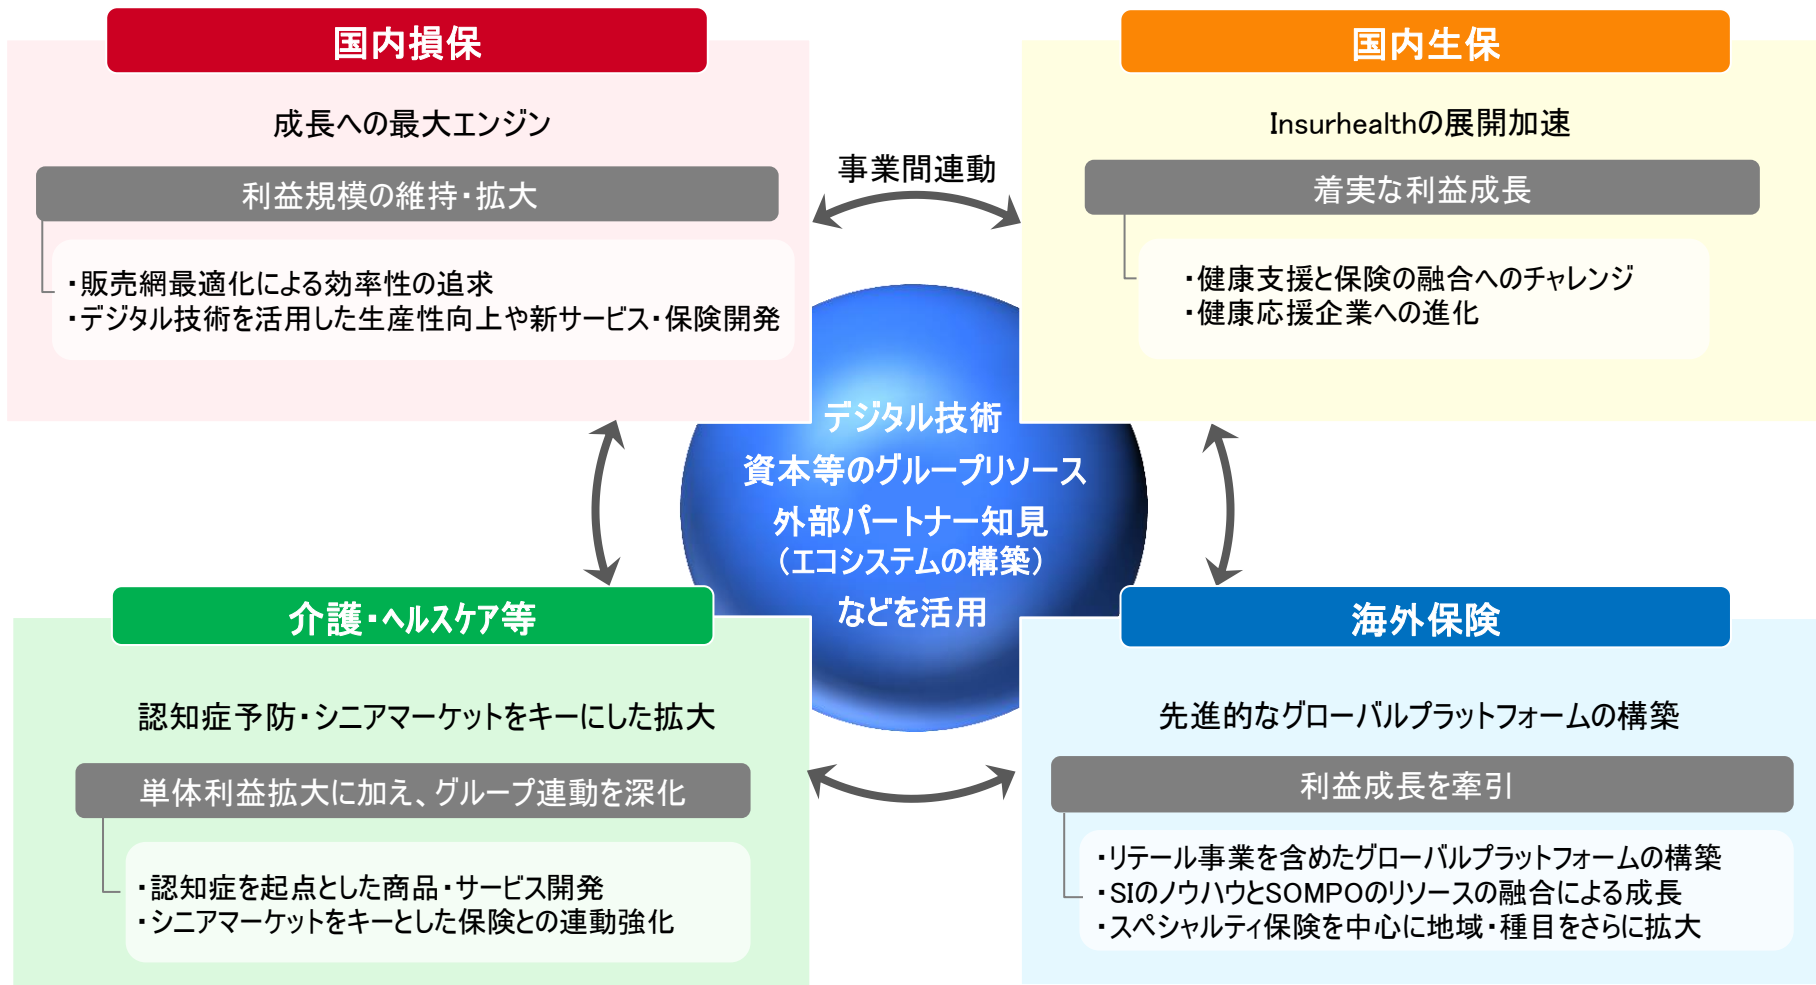 国内損保
成長への最大エンジン
利益規模の維持・拡大
・販売網最適化による効率性の追求
・デジタル技術を活用した生産性向上や新サービス・保険開発
事業間連動
国内生保
Insurhealthの展開加速
着実な利益成長
・健康支援と保険の融合へのチャレンジ
・健康応援企業への進化
デジタル技術
資本等のグループリソース
外部パートナー知見
（エコシステムの構築）
などを活用
介護・ヘルスケア等
認知症予防・シニアマーケットをキーにした拡大
単体利益拡大に加え、グループ連動を深化
・認知症を起点とした商品・サービス開発
・シニアマーケットをキーとした保険との連動強化
海外保険
先進的なグローバルプラットフォームの構築
利益成長を牽引
・リテール事業を含めたグローバルプラットフォームの構築
・SIのノウハウとSOMPOのリソースの融合による成長
・スペシャルティ保険を中心に地域・種目をさらに拡大